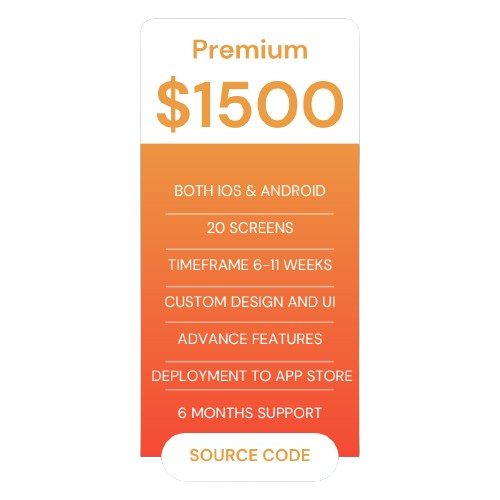 Premium
$1500
BOTH IOS & ANDROID
20 SCREENS
TIMEFRAME 6-11 WEEKS
CUSTOM DESIGN AND UI
ADVANCE FEATURES
DEPLOYMENT TO APP STORE
6 MONTHS SUPPORT
SOURCE CODE